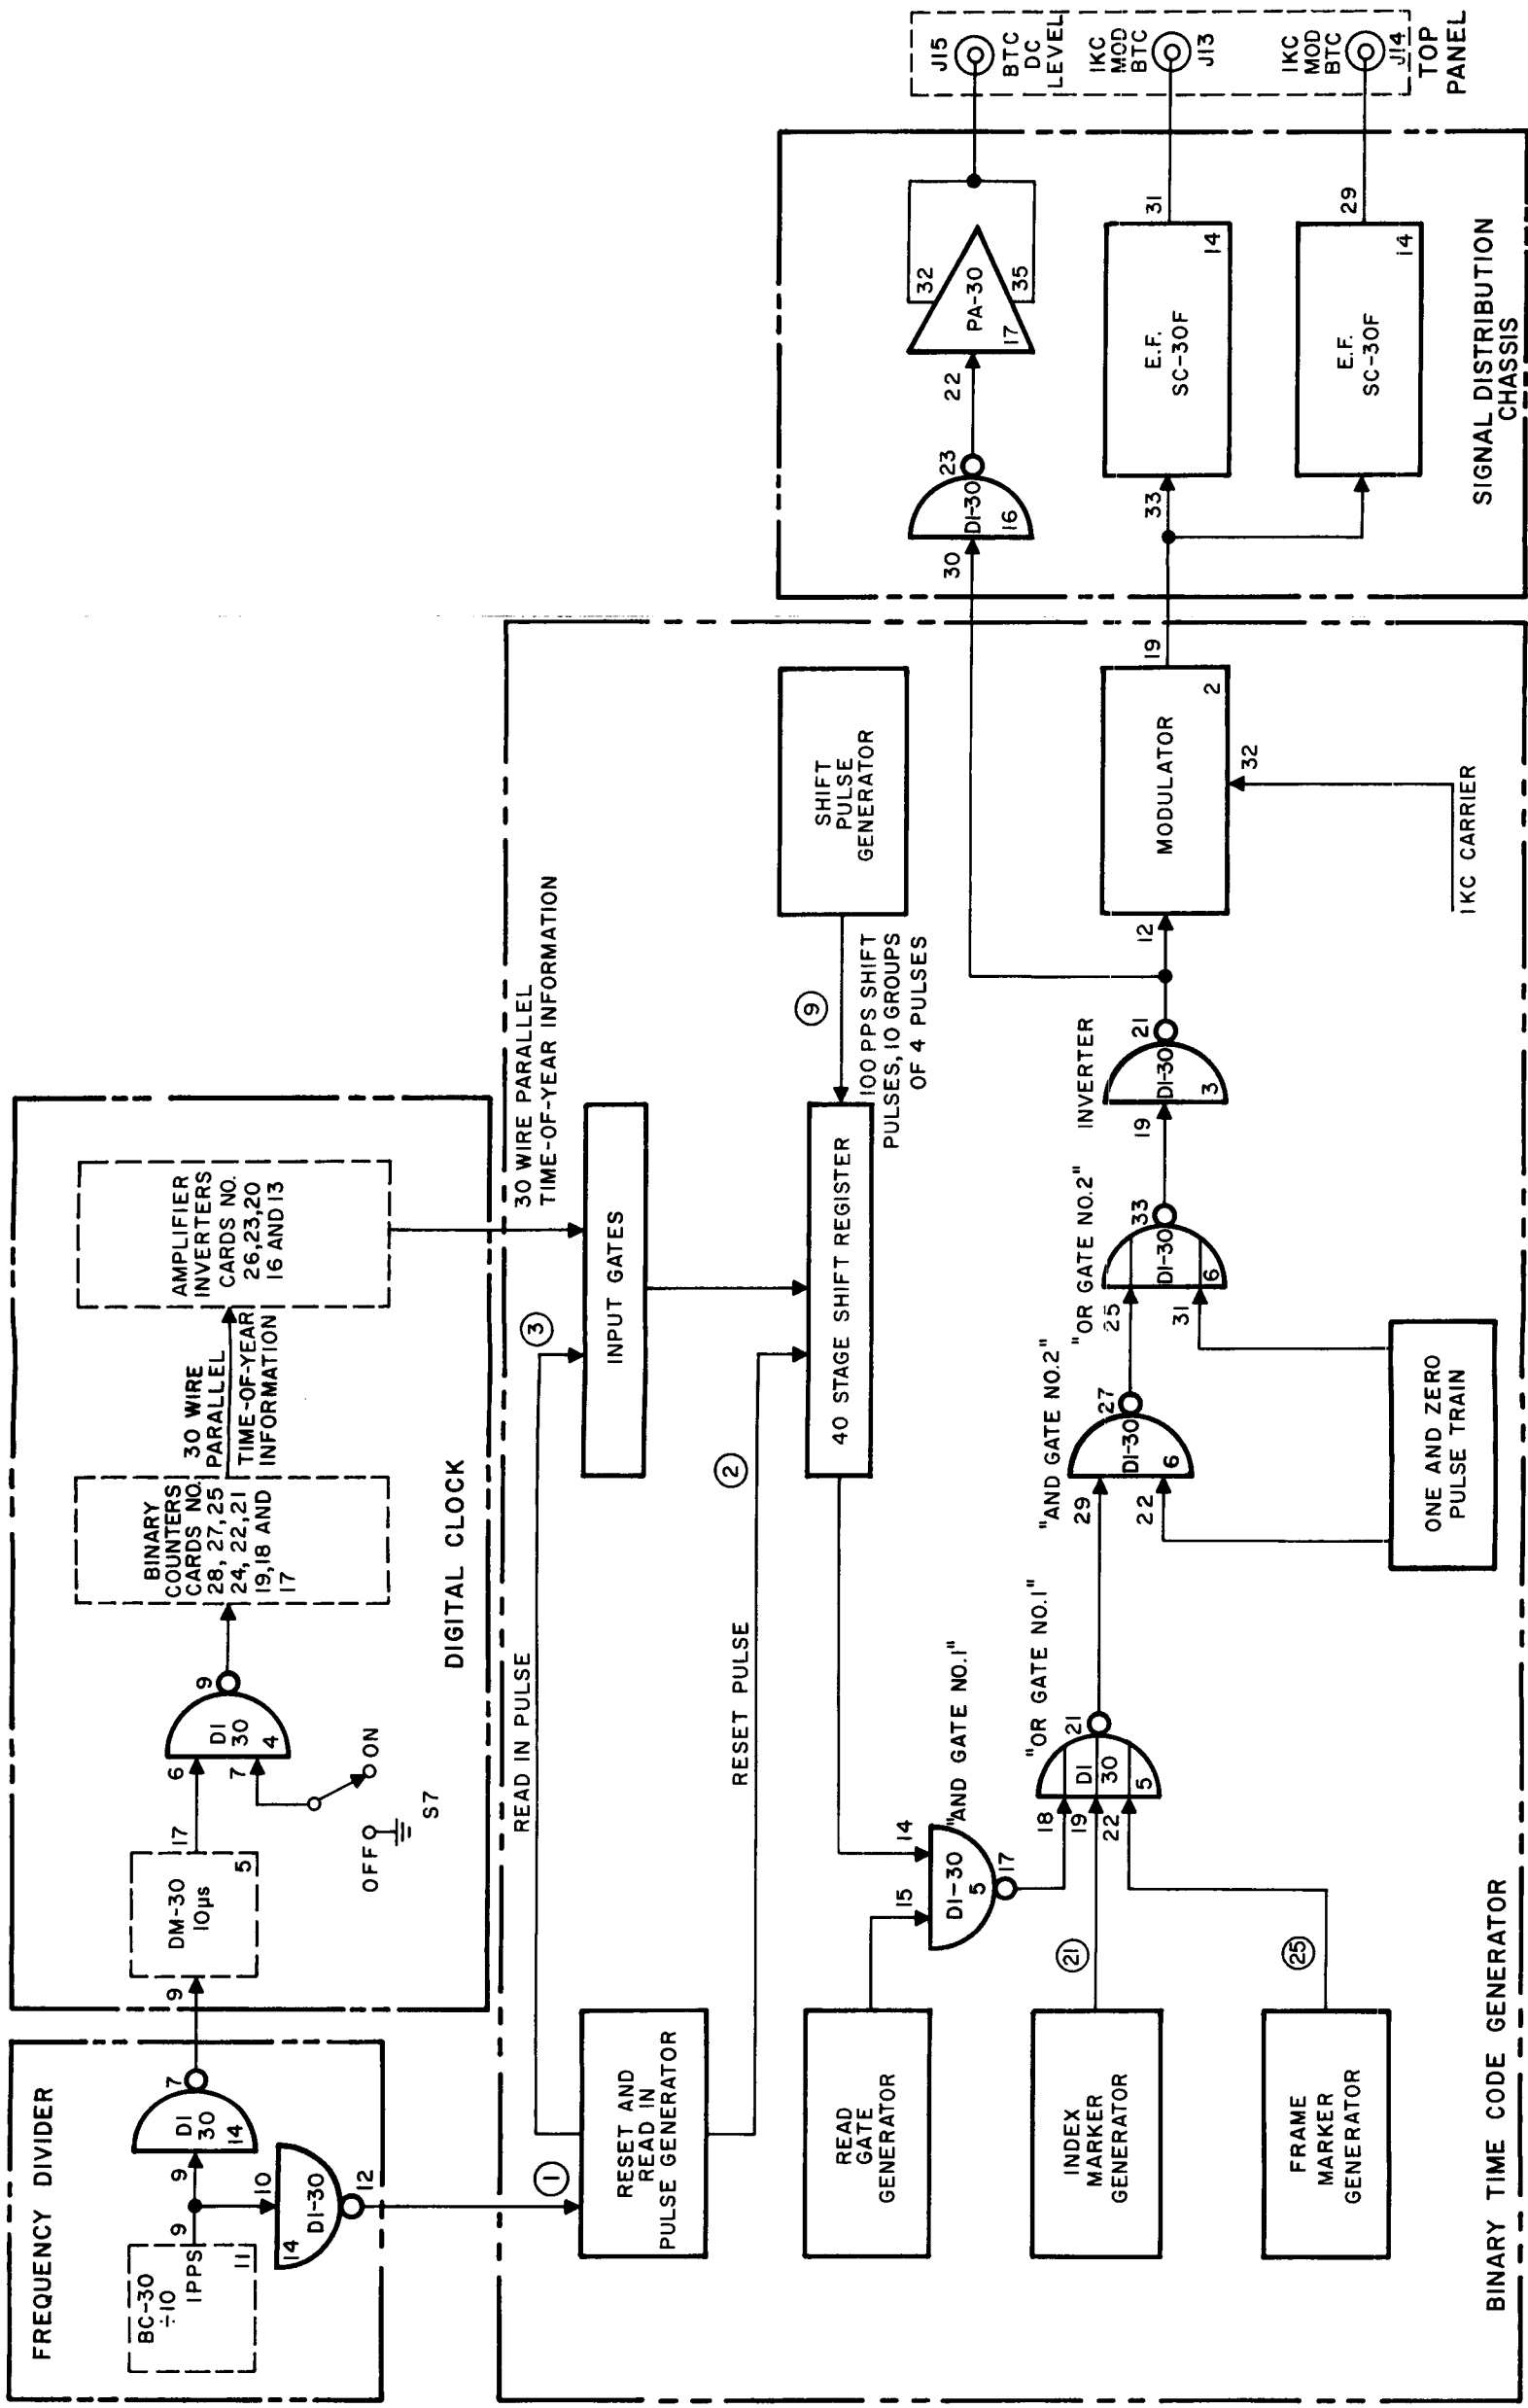 FREQUENCY DIVIDER
BC-30
÷10
1PPS
11
9
9
DI
30
14
7
10
14
DI-30
12
9
DM-30
10µs
5
17
6
7
DI
30
4
9
OFF
ON
S7
BINARY
COUNTERS
CARDS NO.
28, 27, 25
24, 22, 21
19, 18 AND
17
30 WIRE
PARALLEL
TIME-OF-YEAR
INFORMATION
AMPLIFIER
INVERTERS
CARDS NO.
26, 23, 20
16 AND 13
DIGITAL CLOCK
30 WIRE PARALLEL
TIME-OF-YEAR INFORMATION
1
RESET AND
READ IN
PULSE GENERATOR
READ IN PULSE
3
INPUT GATES
RESET PULSE
2
40 STAGE SHIFT REGISTER
9
100 PPS SHIFT
PULSES, 10 GROUPS
OF 4 PULSES
SHIFT
PULSE
GENERATOR
READ
GATE
GENERATOR
15
14
DI-30
5
17
"AND GATE NO.1"
INDEX
MARKER
GENERATOR
21
FRAME
MARKER
GENERATOR
25
18
19
22
DI
30
5
21
"OR GATE NO.1"
29
22
DI-30
6
27
"AND GATE NO.2"
ONE AND ZERO
PULSE TRAIN
25
31
DI-30
6
33
"OR GATE NO.2"
19
DI-30
3
21
INVERTER
12
MODULATOR
2
19
32
1KC CARRIER
BINARY TIME CODE GENERATOR
30
DI-30
16
23
22
PA-30
17
32
35
33
E.F.
SC-30F
14
31
E.F.
SC-30F
14
29
SIGNAL DISTRIBUTION
CHASSIS
J15
BTC
DC
LEVEL
1KC
MOD
BTC
J13
1KC
MOD
BTC
J14
TOP
PANEL